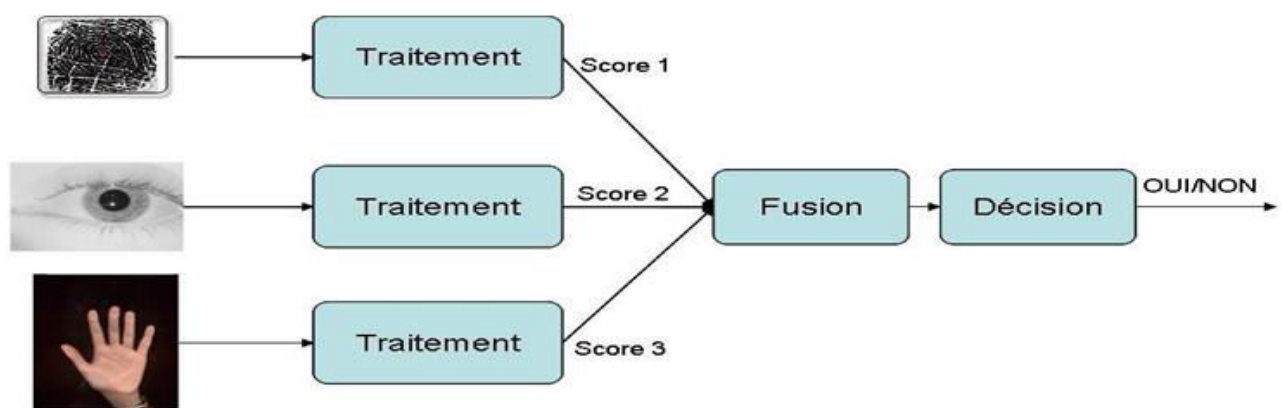 Traitement
Score 1
Traitement
Score 2
Fusion
Décision
OUI/NON
Traitement
Score 3